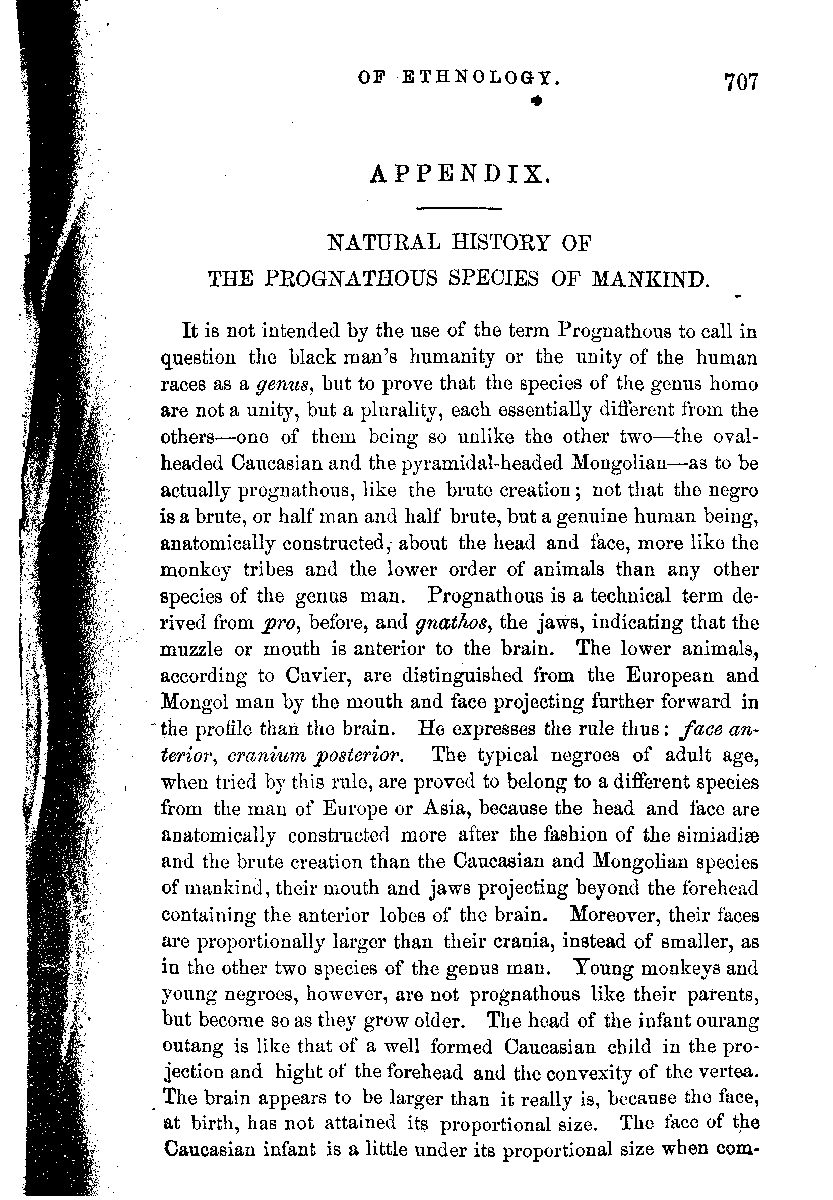 OF ETHNOLOGY. 707
APPENDIX.
NATURAL HISTORY OF
THE PROGNATHOUS SPECIES OF MANKIND.
It is not intended by the use of the term Prognathous to call in
question the black man's humanity or the unity of the human
races as a genus, but to prove that the species of the genus homo
are not a unity, but a plurality, each essentially different from the
others—one of them being so unlike the other two—the oval-
headed Caucasian and the pyramidal-headed Mongolian—as to be
actually prognathous, like the brute creation; not that the negro
is a brute, or half man and half brute, but a genuine human being,
anatomically constructed, about the head and face, more like the
monkey tribes and the lower order of animals than any other
species of the genus man. Prognathous is a technical term de-
rived from pro, before, and gnathos, the jaws, indicating that the
muzzle or mouth is anterior to the brain. The lower animals,
according to Cuvier, are distinguished from the European and
Mongol man by the mouth and face projecting further forward in
the profile than the brain. He expresses the rule thus: face an-
terior, cranium posterior. The typical negroes of adult age,
when tried by this rule, are proved to belong to a different species
from the man of Europe or Asia, because the head and face are
anatomically constructed more after the fashion of the simiadiæ
and the brute creation than the Caucasian and Mongolian species
of mankind, their mouth and jaws projecting beyond the forehead
containing the anterior lobes of the brain. Moreover, their faces
are proportionally larger than their crania, instead of smaller, as
in the other two species of the genus man. Young monkeys and
young negroes, however, are not prognathous like their parents,
but become so as they grow older. The head of the infant ourang
outang is like that of a well formed Caucasian child in the pro-
jection and hight of the forehead and the convexity of the vertea.
The brain appears to be larger than it really is, because the face,
at birth, has not attained its proportional size. The face of the
Caucasian infant is a little under its proportional size when com-